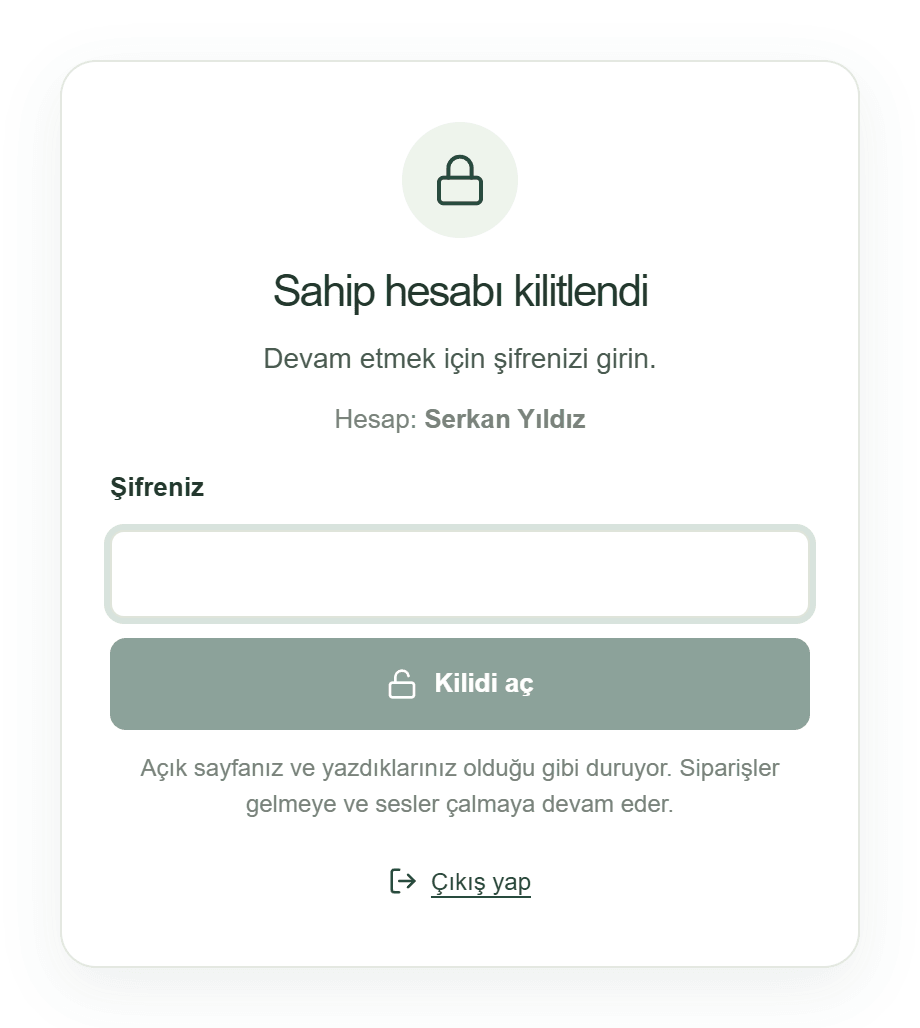 Sahip hesabı kilitlendi
Devam etmek için şifrenizi girin.
Hesap: Serkan Yıldız
Şifreniz
Kilidi aç
Açık sayfanız ve yazdıklarınız olduğu gibi duruyor. Siparişler
gelmeye ve sesler çalmaya devam eder.
Çıkış yap